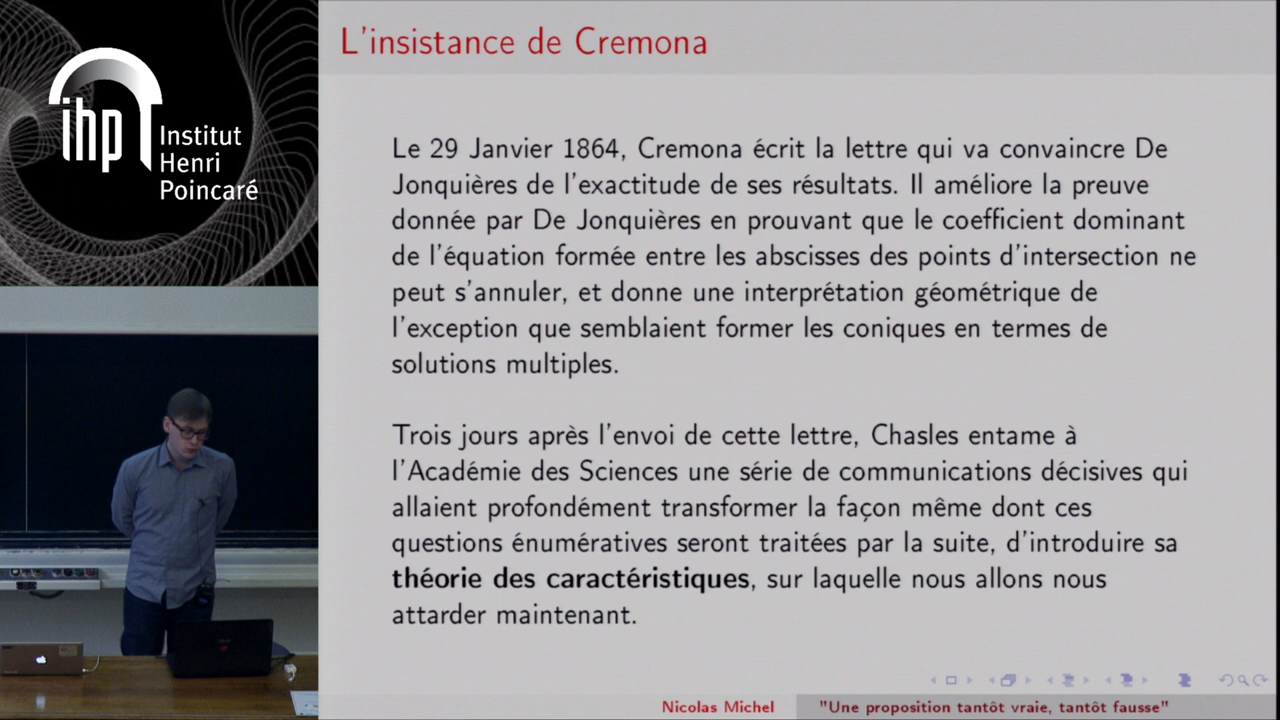 ihp
Institut
Henri
Poincaré
L'insistance de Cremona
Le 29 Janvier 1864, Cremona écrit la lettre qui va convaincre De
Jonquières de l'exactitude de ses résultats. Il améliore la preuve
donnée par De Jonquières en prouvant que le coefficient dominant
de l'équation formée entre les abscisses des points d'intersection ne
peut s'annuler, et donne une interprétation géométrique de
l'exception que semblaient former les coniques en termes de
solutions multiples.
Trois jours après l'envoi de cette lettre, Chasles entame à
l'Académie des Sciences une série de communications décisives qui
allaient profondément transformer la façon même dont ces
questions énumératives seront traitées par la suite, d'introduire sa
théorie des caractéristiques, sur laquelle nous allons nous
attarder maintenant.
Nicolas Michel
"Une proposition tantôt vraie, tantôt fausse"